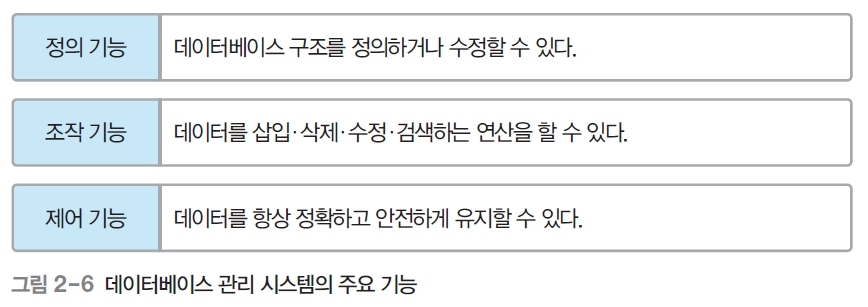 정의 기능 데이터베이스 구조를 정의하거나 수정할 수 있다.
조작 기능 데이터를 삽입·삭제·수정·검색하는 연산을 할 수 있다.
제어 기능 데이터를 항상 정확하고 안전하게 유지할 수 있다.
그림 2-6 데이터베이스 관리 시스템의 주요 기능